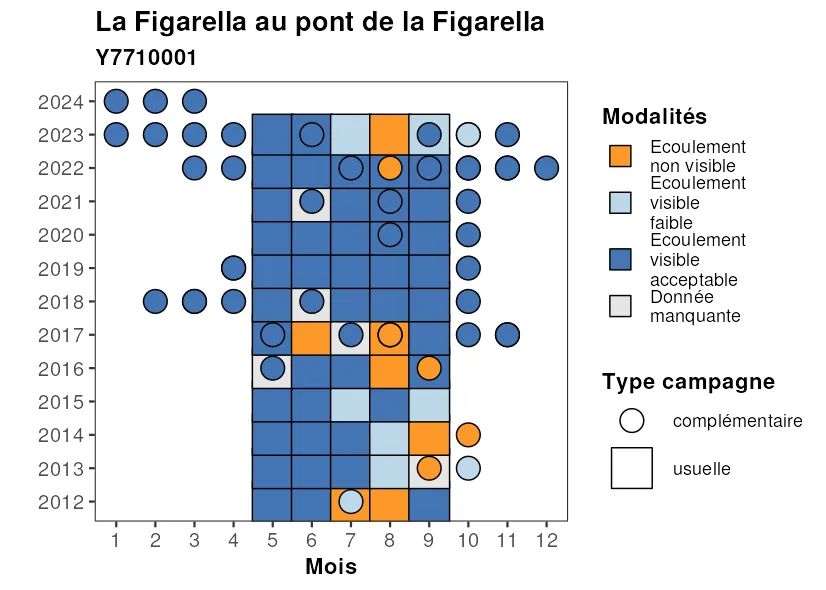 La Figarella au pont de la Figarella
Y7710001
2024
2023
2022
2021
2020
2019
2018
2017
2016
2015
2014
2013
2012
1 2 3 4 5 6 7 8 9 10 11 12
Mois
Modalités
Ecoulement
non visible
Ecoulement
visible
faible
Ecoulement
visible
acceptable
Donnée
manquante
Type campagne
complémentaire
usuelle